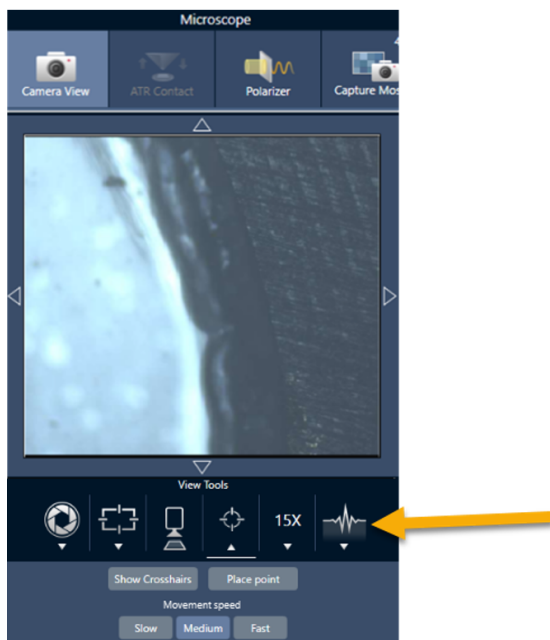 Microscope
Camera View
ATR Contact
Polarizer
Capture Mos
View Tools
15X
Show Crosshairs
Place point
Movement speed
Slow
Medium
Fast